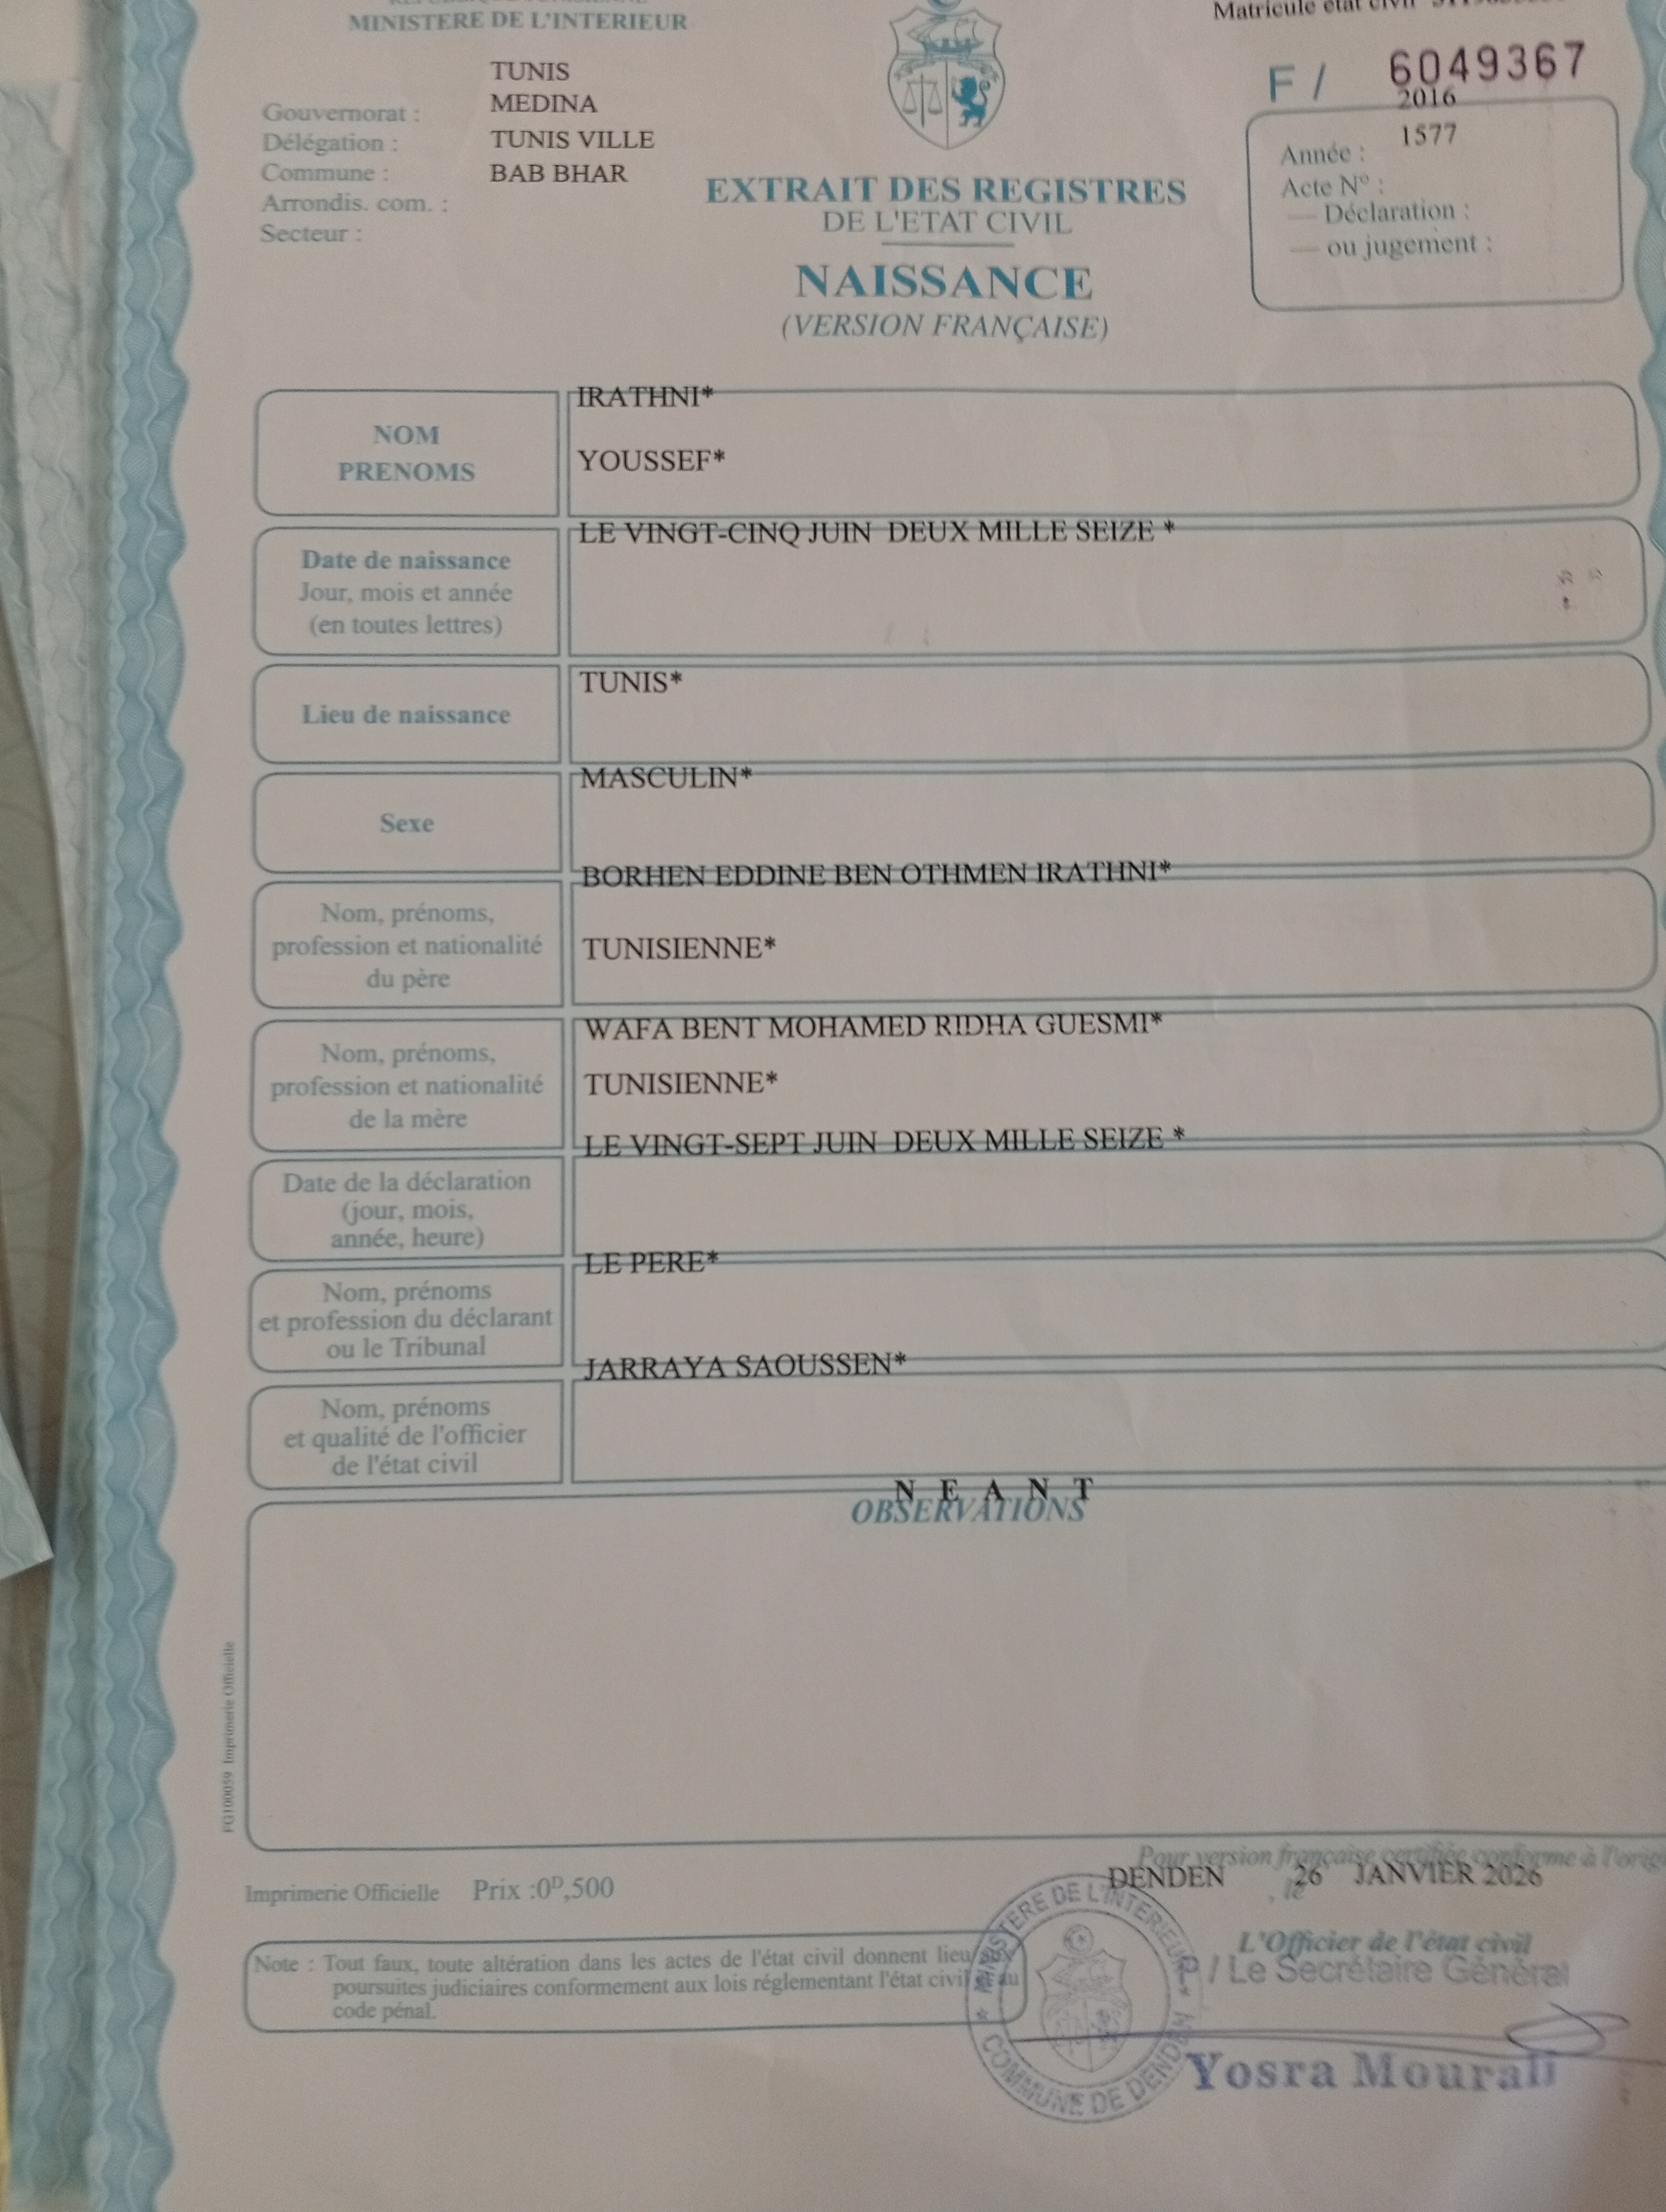 MINISTERE DE L'INTERIEUR
Matricule état civil
F / 6049367
TUNIS
MEDINA
TUNIS VILLE
BAB BHAR
Gouvernorat :
Délégation :
Commune :
Arrondis. com. :
Secteur :
2016
1577
Année :
Acte Nº :
— Déclaration :
— ou jugement :
EXTRAIT DES REGISTRES
DE L'ETAT CIVIL
NAISSANCE
(VERSION FRANÇAISE)
NOM
PRENOMS
IRATHNI*
YOUSSEF*
Date de naissance
Jour, mois et année
(en toutes lettres)
LE VINGT-CINQ JUIN DEUX MILLE SEIZE *
Lieu de naissance
TUNIS*
Sexe
MASCULIN*
Nom, prénoms,
profession et nationalité
du père
BORHEN EDDINE BEN OTHMEN IRATHNI*
TUNISIENNE*
Nom, prénoms,
profession et nationalité
de la mère
WAFA BENT MOHAMED RIDHA GUESMI*
TUNISIENNE*
Date de la déclaration
(jour, mois,
année, heure)
LE VINGT-SEPT JUIN DEUX MILLE SEIZE *
Nom, prénoms
et profession du déclarant
ou le Tribunal
LE PERE*
Nom, prénoms
et qualité de l'officier
de l'état civil
JARRAYA SAOUSSEN*
N E A N T
OBSERVATIONS
FG100059 Imprimerie Officielle
Imprimerie Officielle Prix :0ᴰ,500
Pour version française certifiée conforme à l'orig
DENDEN , le 26 JANVIER 2026
L'Officier de l'état civil
P / Le Secrétaire Général
Yosra Mourali
MINISTERE DE L'INTERIEUR
COMMUNE DE DENDEN
Note : Tout faux, toute altération dans les actes de l'état civil donnent lieu aux
poursuites judiciaires conformement aux lois réglementant l'état civil et au
code pénal.